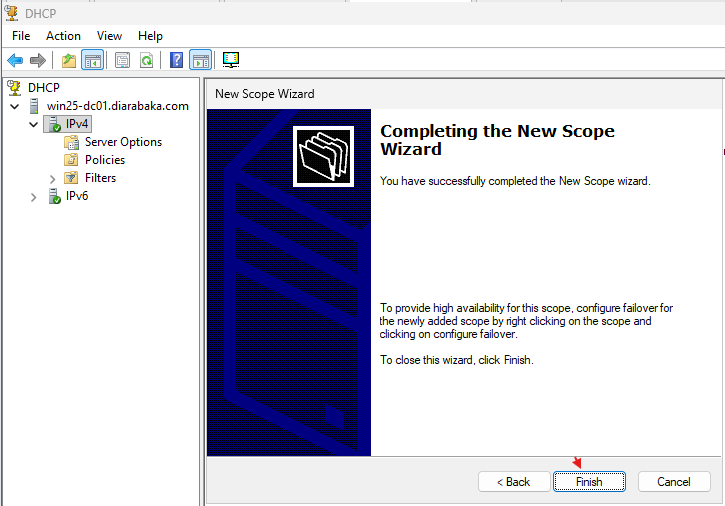 DHCP
File Action View Help
DHCP
win25-dc01.diarabaka.com
IPv4
Server Options
Policies
Filters
IPv6
New Scope Wizard
Completing the New Scope
Wizard
You have successfully completed the New Scope wizard.
To provide high availability for this scope, configure failover for
the newly added scope by right clicking on the scope and
clicking on configure failover.
To close this wizard, click Finish.
< Back Finish Cancel